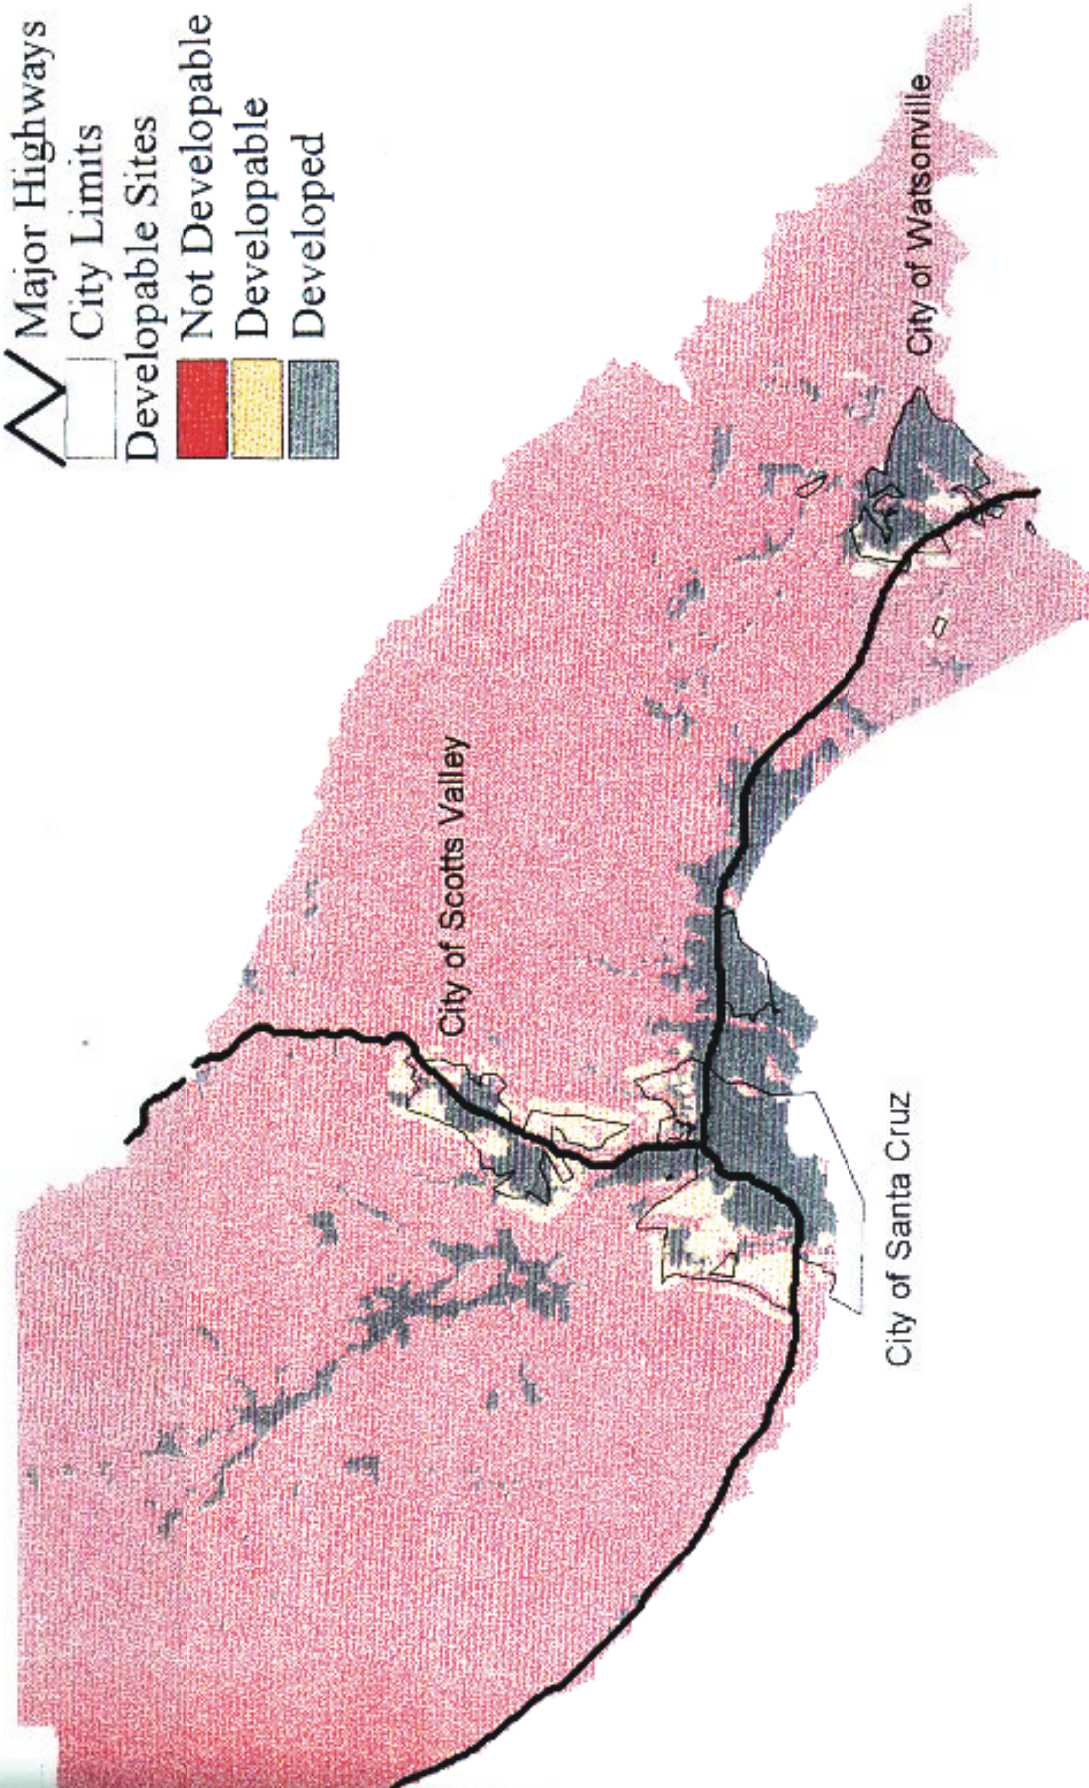 Major Highways
City Limits
Developable Sites
Not Developable
Developable
Developed
City of Scotts Valley
City of Watsonville
City of Santa Cruz